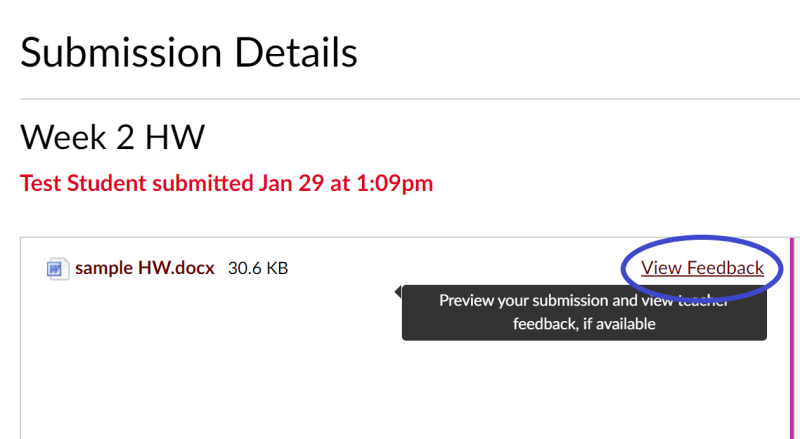 Submission Details
Week 2 HW
Test Student submitted Jan 29 at 1:09pm
sample HW.docx 30.6 KB View Feedback
Preview your submission and view teacher
feedback, if available